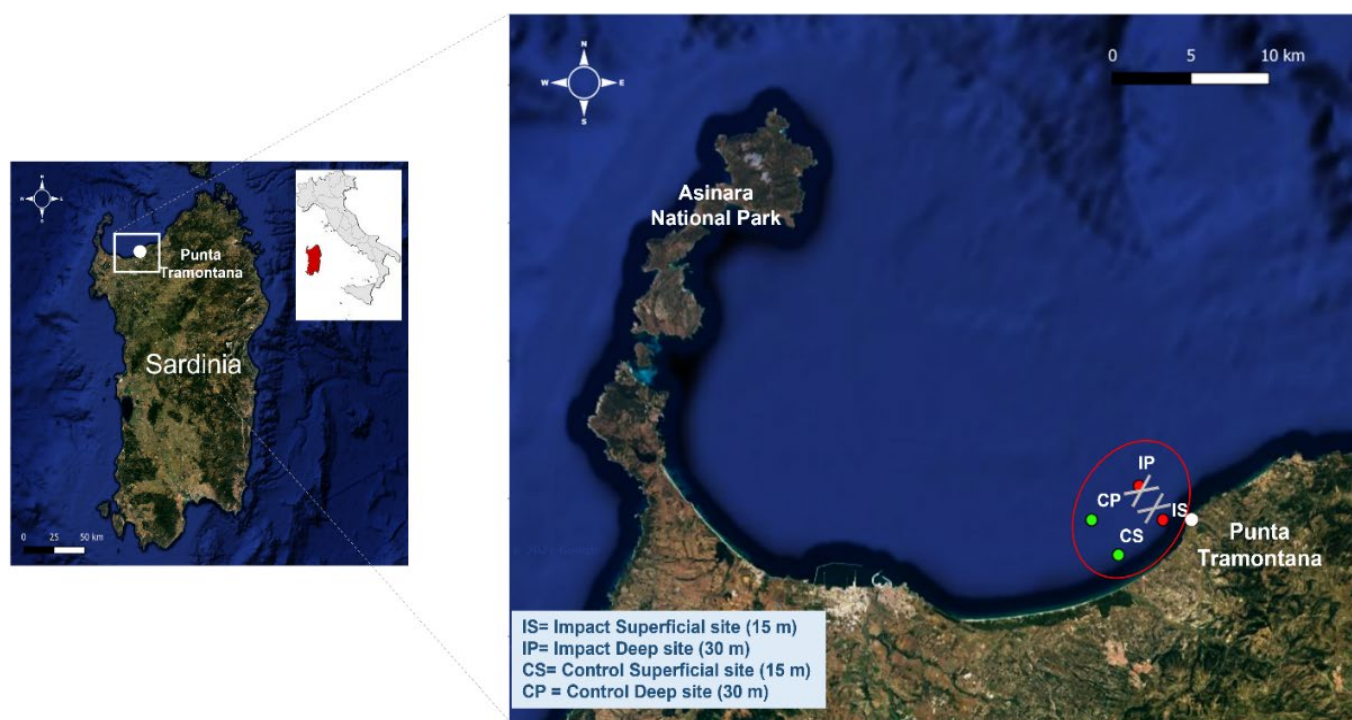 N
W E
S
0 5 10 km
Asinara
National Park
Punta
Tramontana
Sardinia
0 25 50 km
IP
CP
IS
CS
Punta
Tramontana
IS= Impact Superficial site (15 m)
IP= Impact Deep site (30 m)
CS= Control Superficial site (15 m)
CP = Control Deep site (30 m)